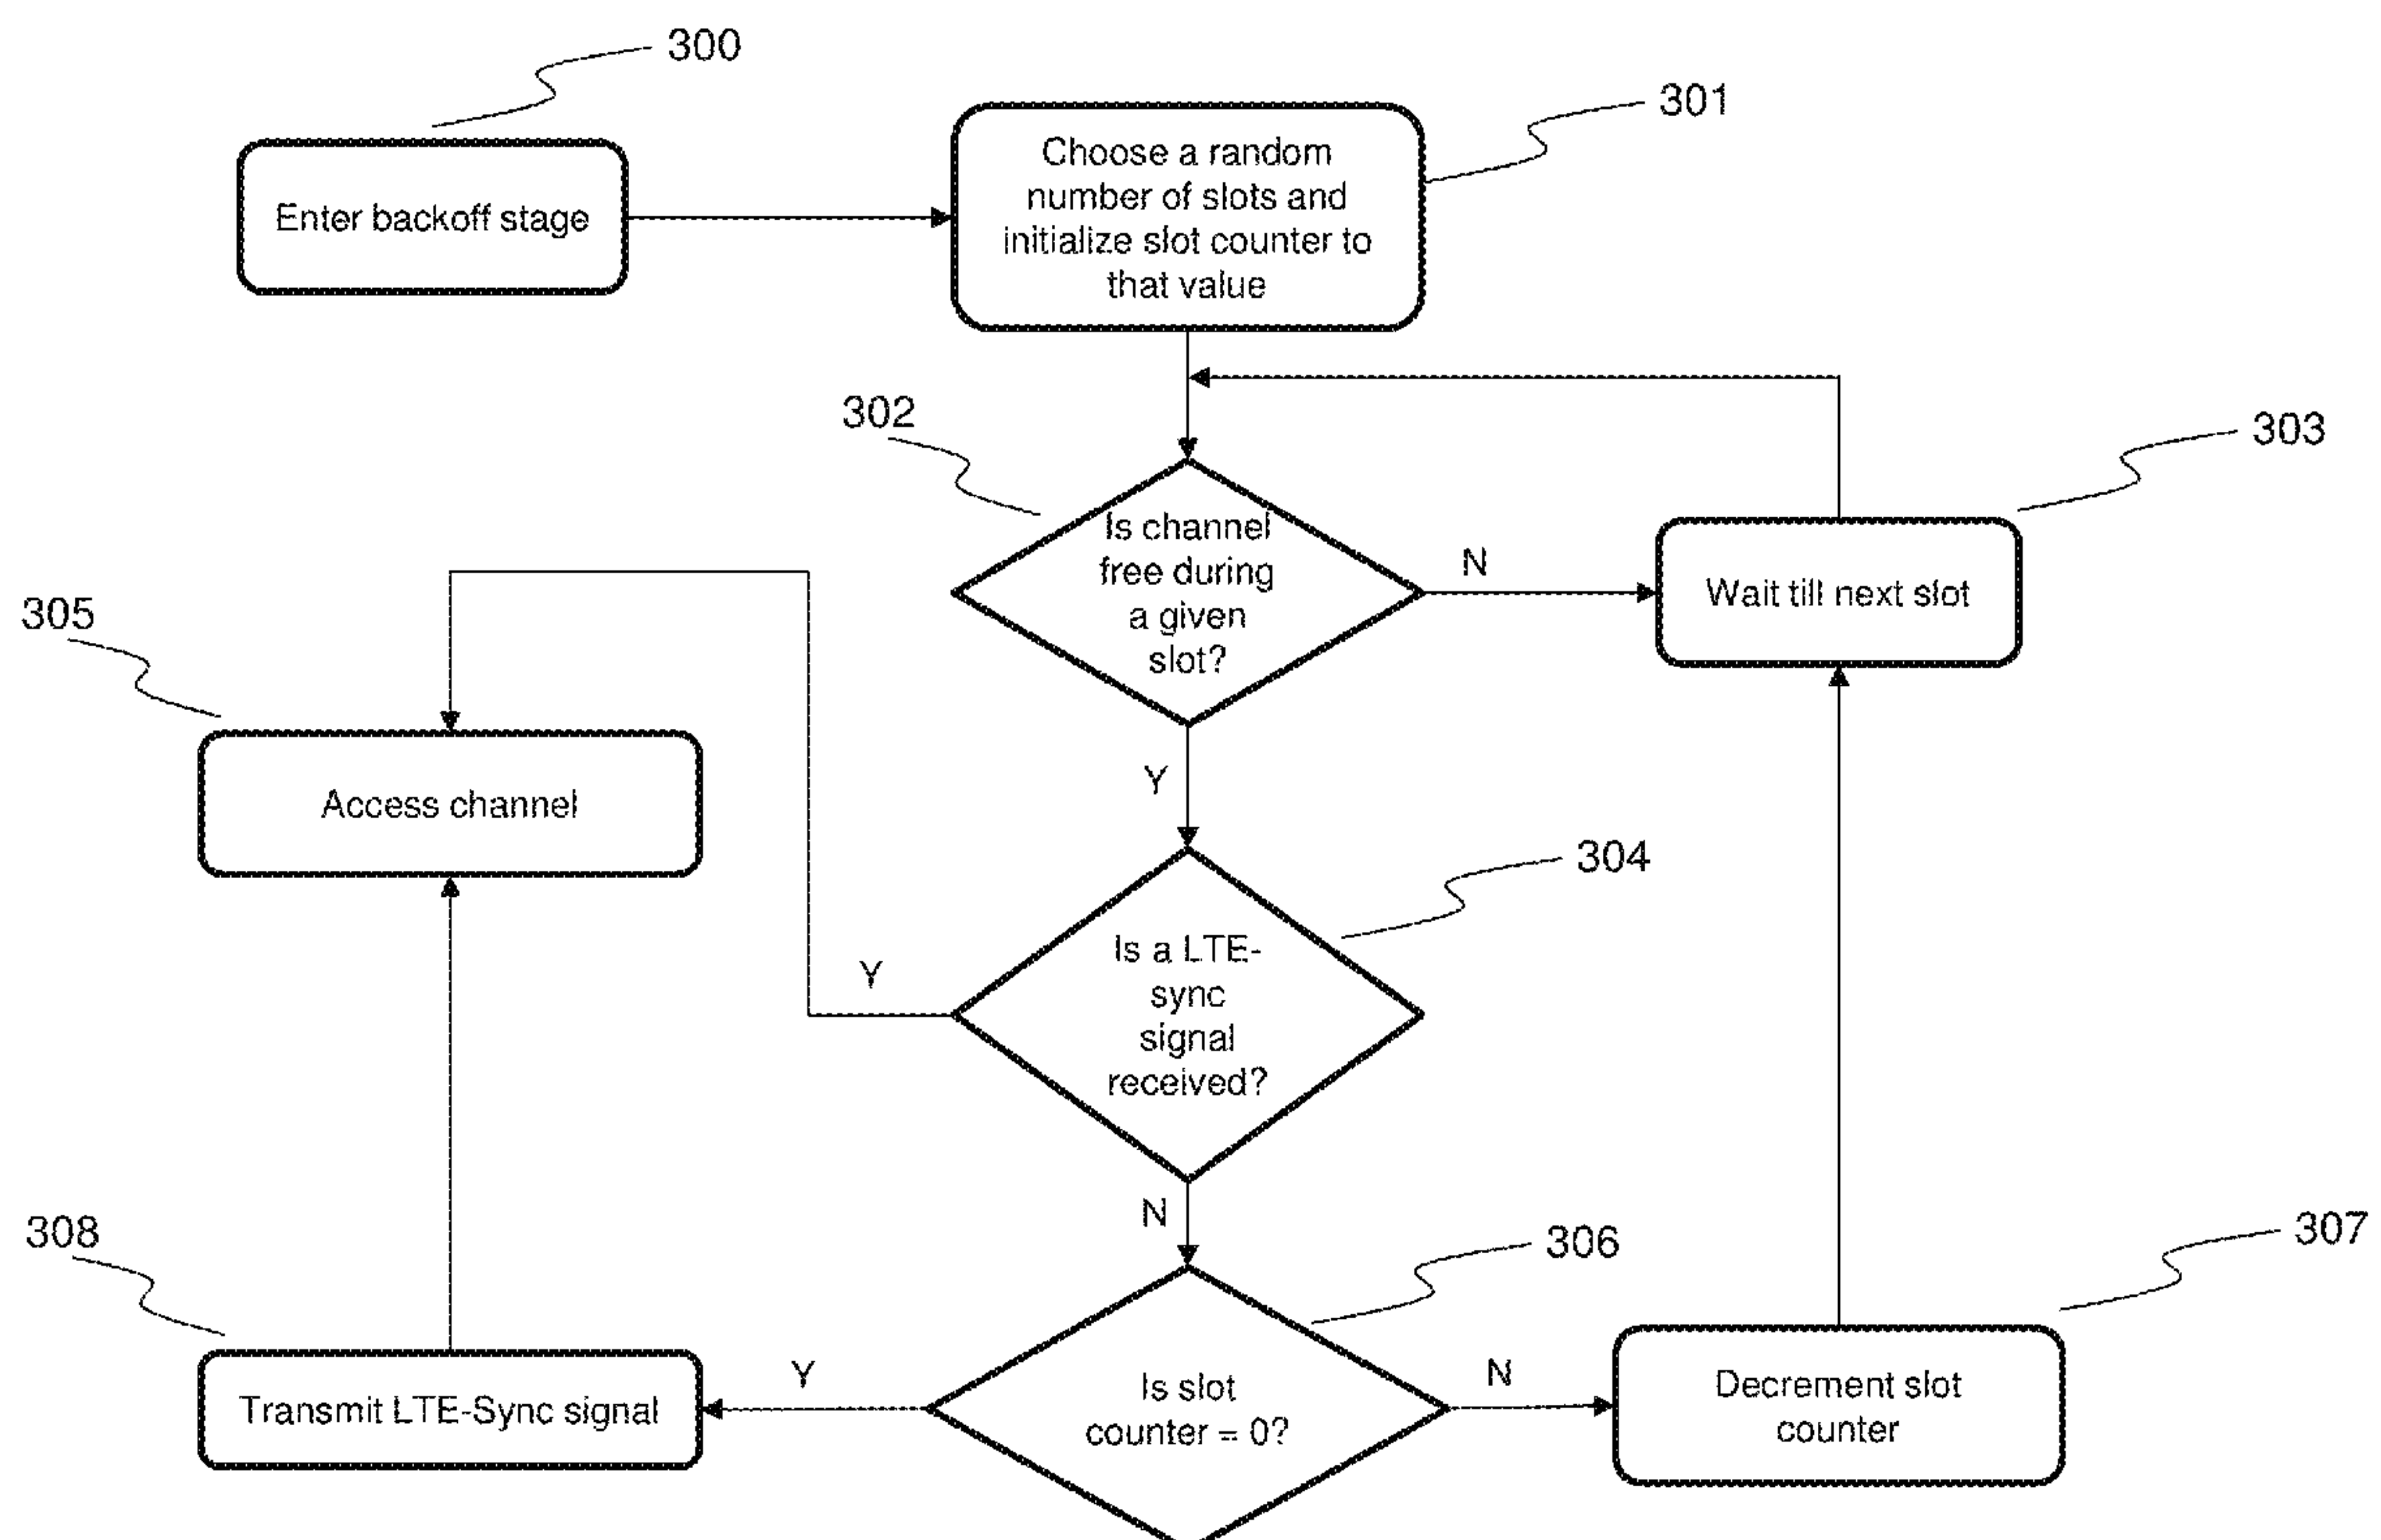 300
301
Enter backoff stage
Choose a random
number of slots and
initialize slot counter to
that value
302
303
Is channel
free during
a given
slot?
N
Wait till next slot
305
Y
Access channel
304
Is a LTE-
sync
signal
received?
Y
N
308
306
307
Transmit LTE-Sync signal
Y
Is slot
counter = 0?
N
Decrement slot
counter